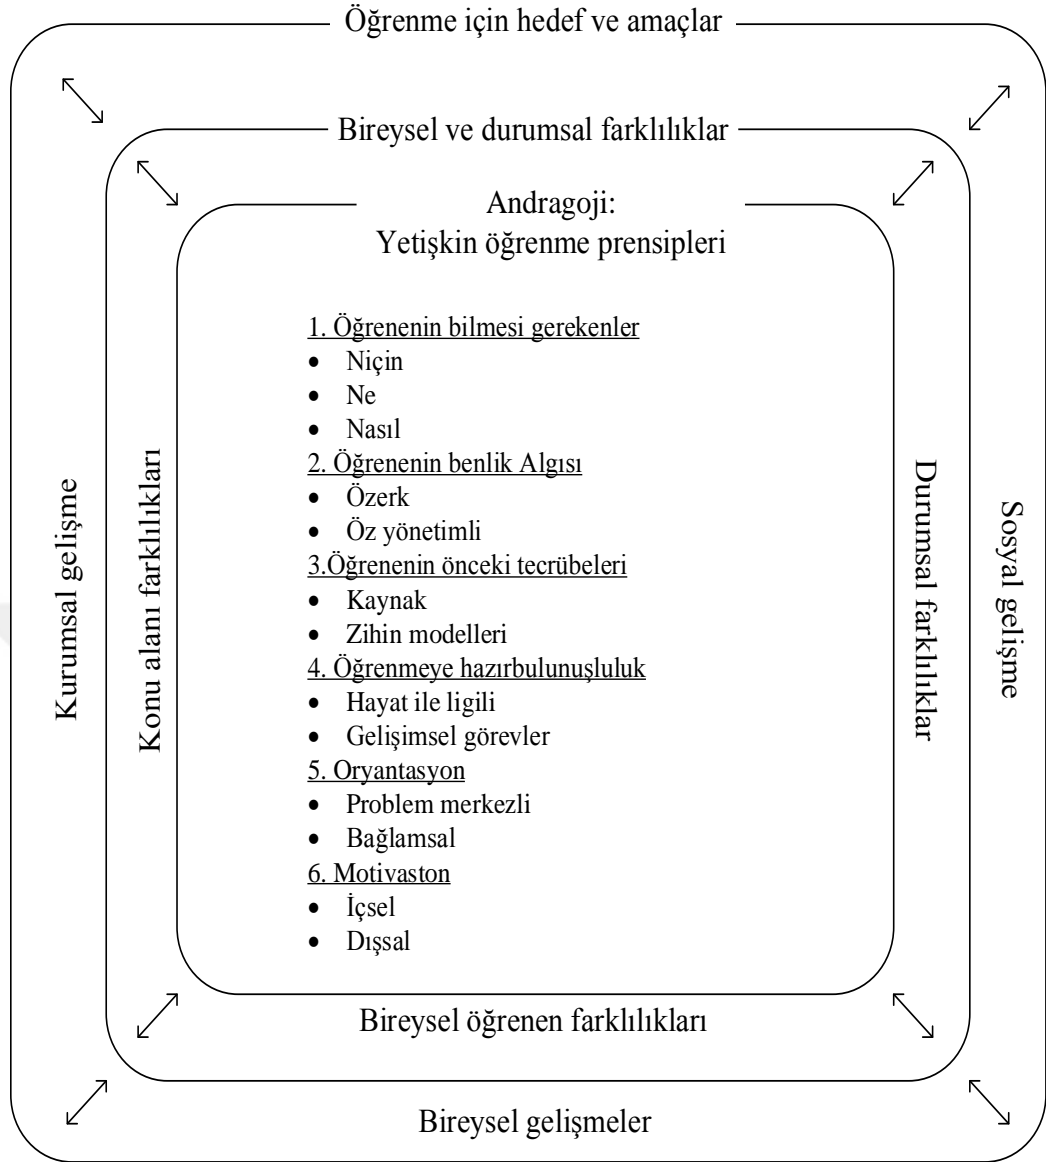 Öğrenme için hedef ve amaçlar
Bireysel ve durumsal farklılıklar
Andragoji:
Yetişkin öğrenme prensipleri
1. Öğrenenin bilmesi gerekenler
• Niçin
• Ne
• Nasıl
2. Öğrenenin benlik Algısı
• Özerk
• Öz yönetimli
3.Öğrenenin önceki tecrübeleri
• Kaynak
• Zihin modelleri
4. Öğrenmeye hazırbulunuşluluk
• Hayat ile ligili
• Gelişimsel görevler
5. Oryantasyon
• Problem merkezli
• Bağlamsal
6. Motivaston
• İçsel
• Dışsal
Kurumsal gelişme
Konu alanı farklılıkları
Durumsal farklılıklar
Sosyal gelişme
Bireysel öğrenen farklılıkları
Bireysel gelişmeler